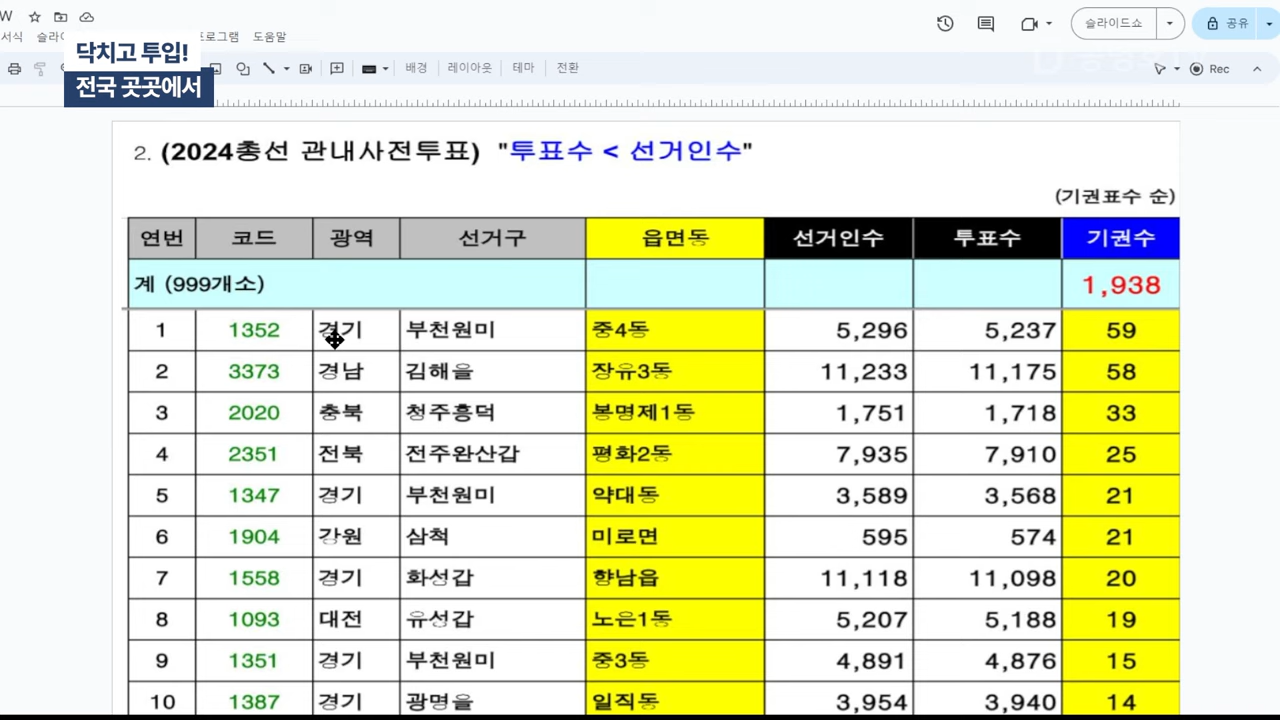 W
서식
프로그램 도움말
슬라이드쇼
공유
닥치고 투입!
전국 곳곳에서
배경 레이아웃 테마 전환
Rec
2. (2024총선 관내사전투표) "투표수 < 선거인수"
(기권표수 순)
연번 코드 광역 선거구 읍면동 선거인수 투표수 기권수
계 (999개소) 1,938
1 1352 경기 부천원미 중4동 5,296 5,237 59
2 3373 경남 김해을 장유3동 11,233 11,175 58
3 2020 충북 청주흥덕 봉명제1동 1,751 1,718 33
4 2351 전북 전주완산갑 평화2동 7,935 7,910 25
5 1347 경기 부천원미 약대동 3,589 3,568 21
6 1904 강원 삼척 미로면 595 574 21
7 1558 경기 화성갑 향남읍 11,118 11,098 20
8 1093 대전 유성갑 노은1동 5,207 5,188 19
9 1351 경기 부천원미 중3동 4,891 4,876 15
10 1387 경기 광명을 일직동 3,954 3,940 14